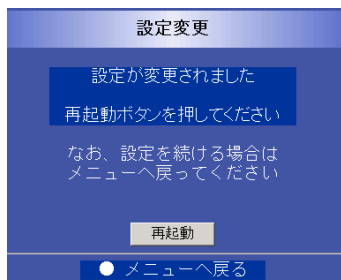 設定変更
設定が変更されました
再起動ボタンを押してください
なお、設定を続ける場合は
メニューへ戻ってください
再起動
● メニューへ戻る